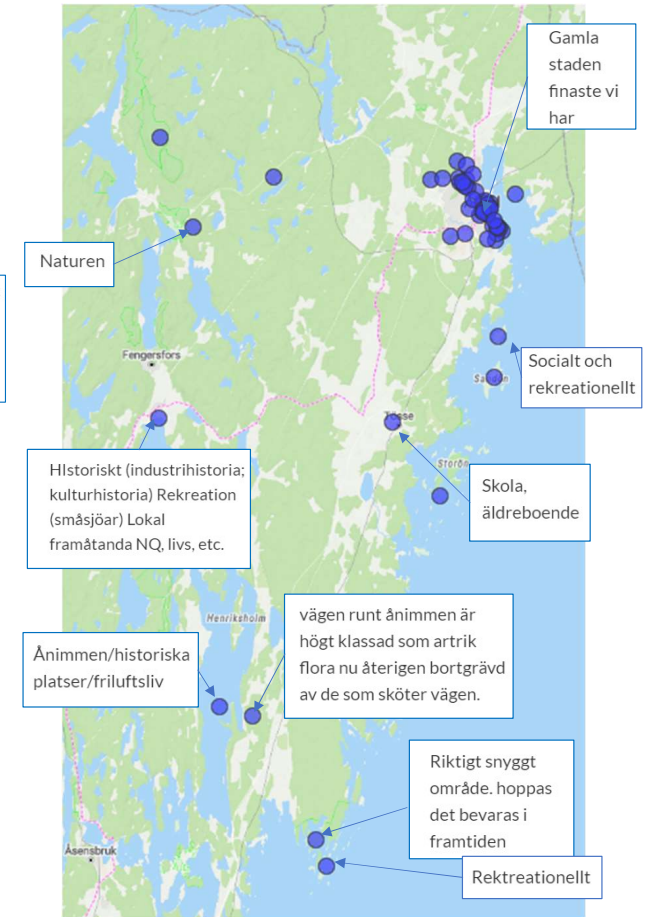 Gamla
staden
finaste vi
har
Naturen
Fengersfors
Socialt och
rekreationellt
HIstoriskt (industrihistoria;
kulturhistoria) Rekreation
(småsjöar) Lokal
framåtanda NQ, livs, etc.
Storön
Skola,
äldreboende
Henriksholm
vägen runt ånimmen är
högt klassad som artrik
flora nu återigen bortgrävd
av de som sköter vägen.
Ånimmen/historiska
platser/friluftsliv
Riktigt snyggt
område. hoppas
det bevaras i
framtiden
Åsensbruk
Rektreationellt